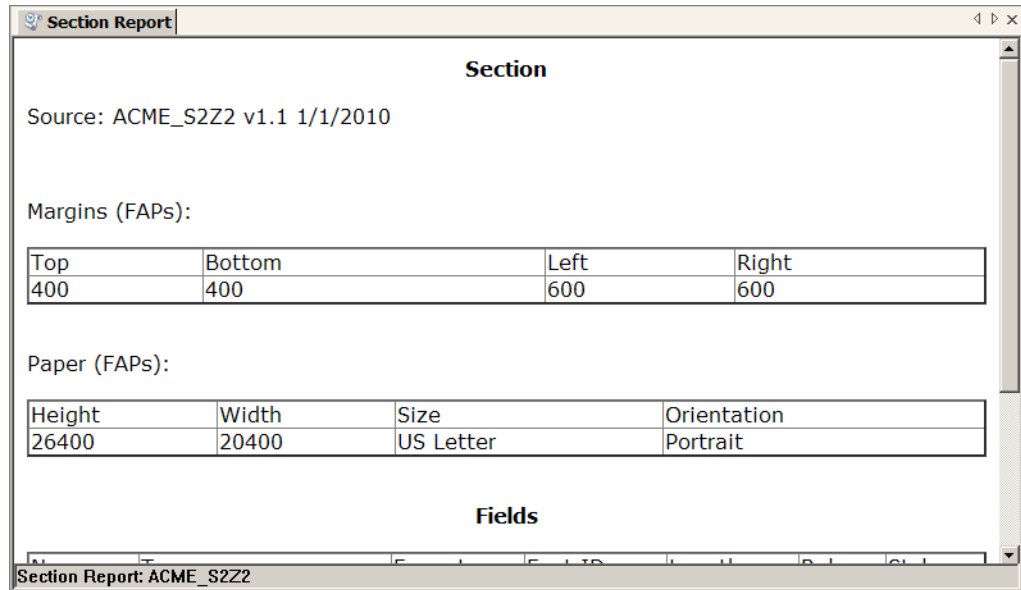 Section Report
Section
Source: ACME_S2Z2 v1.1 1/1/2010
Margins (FAPs):
Top Bottom Left Right
400 400 600 600
Paper (FAPs):
Height Width Size Orientation
26400 20400 US Letter Portrait
Fields
Section Report: ACME_S2Z2